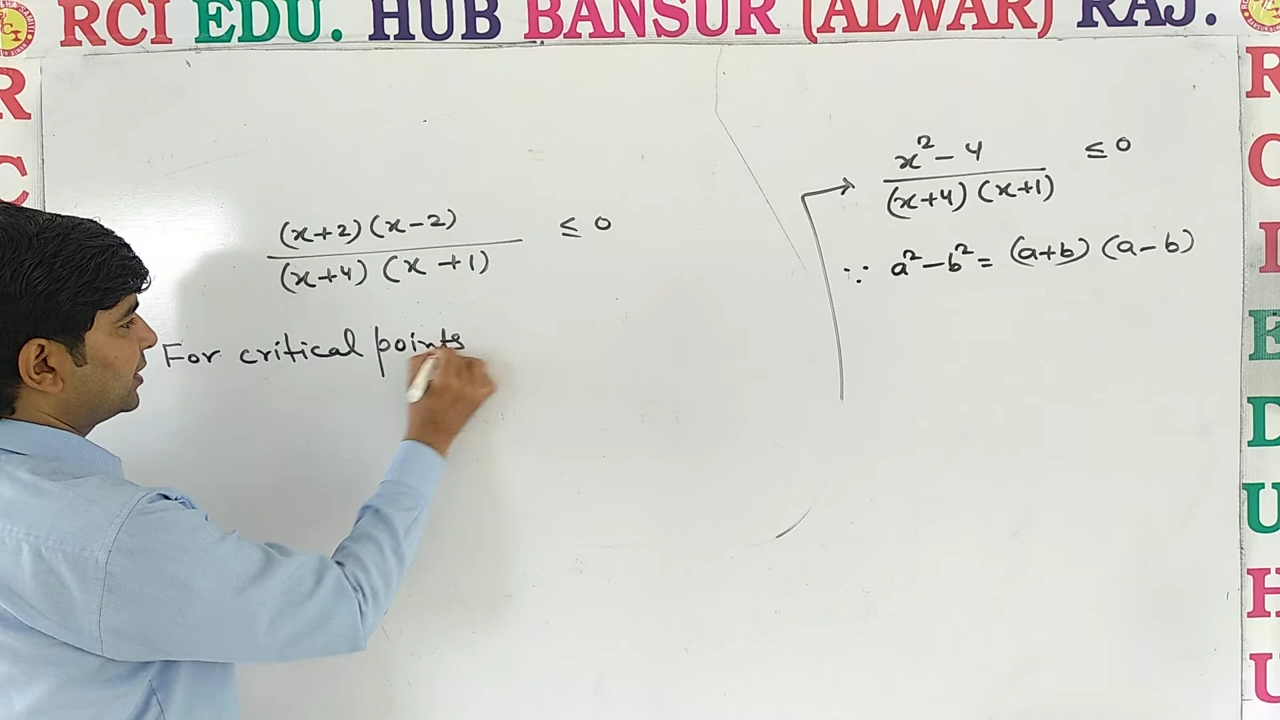 RCI EDU. HUB BANSUR (ALWAR) RAJ.
R
C
(x+2) (x-2) / (x+4) (x+1) ≤ 0
For critical points
x² - 4 / (x+4) (x+1) ≤ 0
∵ a² - b² = (a+b) (a-b)
R
C
I
E
D
U
H
U